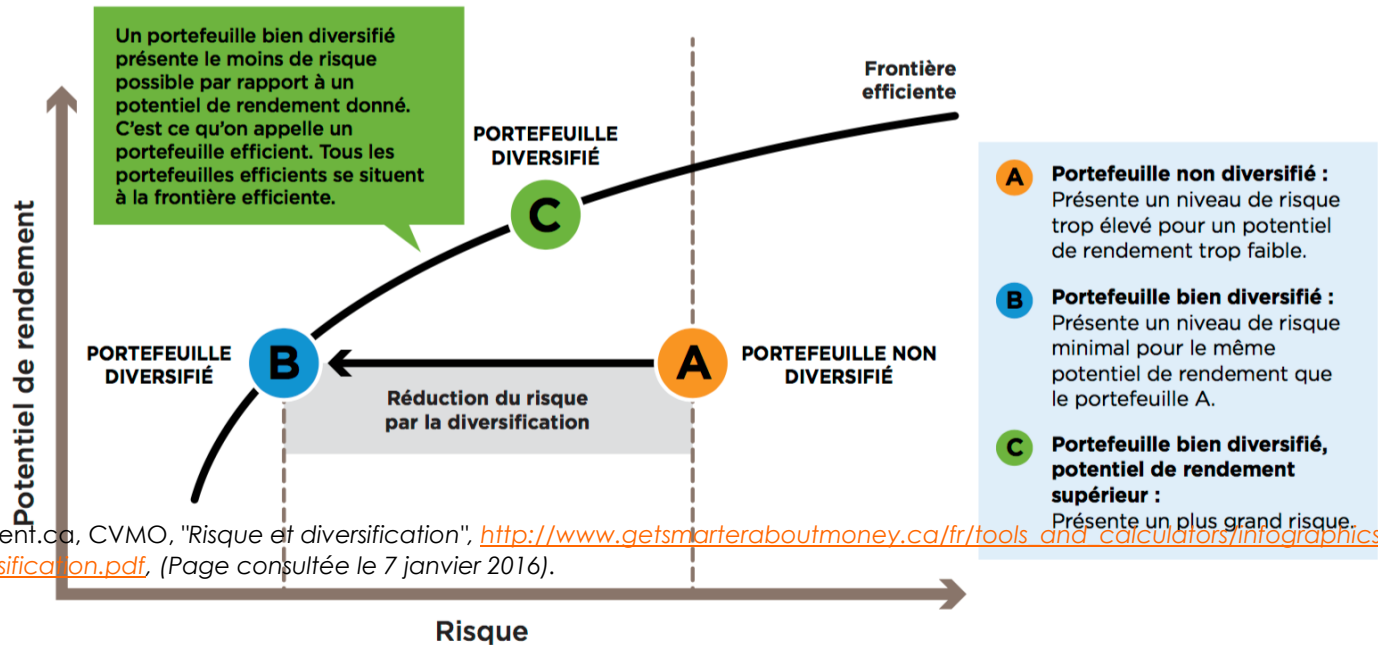 Un portefeuille bien diversifié
présente le moins de risque
possible par rapport à un
potentiel de rendement donné.
C'est ce qu'on appelle un
portefeuille efficient. Tous les
portefeuilles efficients se situent
à la frontière efficiente.
Frontière
efficiente
PORTEFEUILLE
DIVERSIFIÉ
C
Potentiel de rendement
PORTEFEUILLE
DIVERSIFIÉ
B
A
PORTEFEUILLE NON
DIVERSIFIÉ
Réduction du risque
par la diversification
A
Portefeuille non diversifié :
Présente un niveau de risque
trop élevé pour un potentiel
de rendement trop faible.
B
Portefeuille bien diversifié :
Présente un niveau de risque
minimal pour le même
potentiel de rendement que
le portefeuille A.
C
Portefeuille bien diversifié,
potentiel de rendement
supérieur :
Présente un plus grand risque.
ent.ca, CVMO, "Risque et diversification", http://www.getsmarteraboutmoney.ca/fr/tools_and_calculators/infographics
sification.pdf, (Page consultée le 7 janvier 2016).
Risque